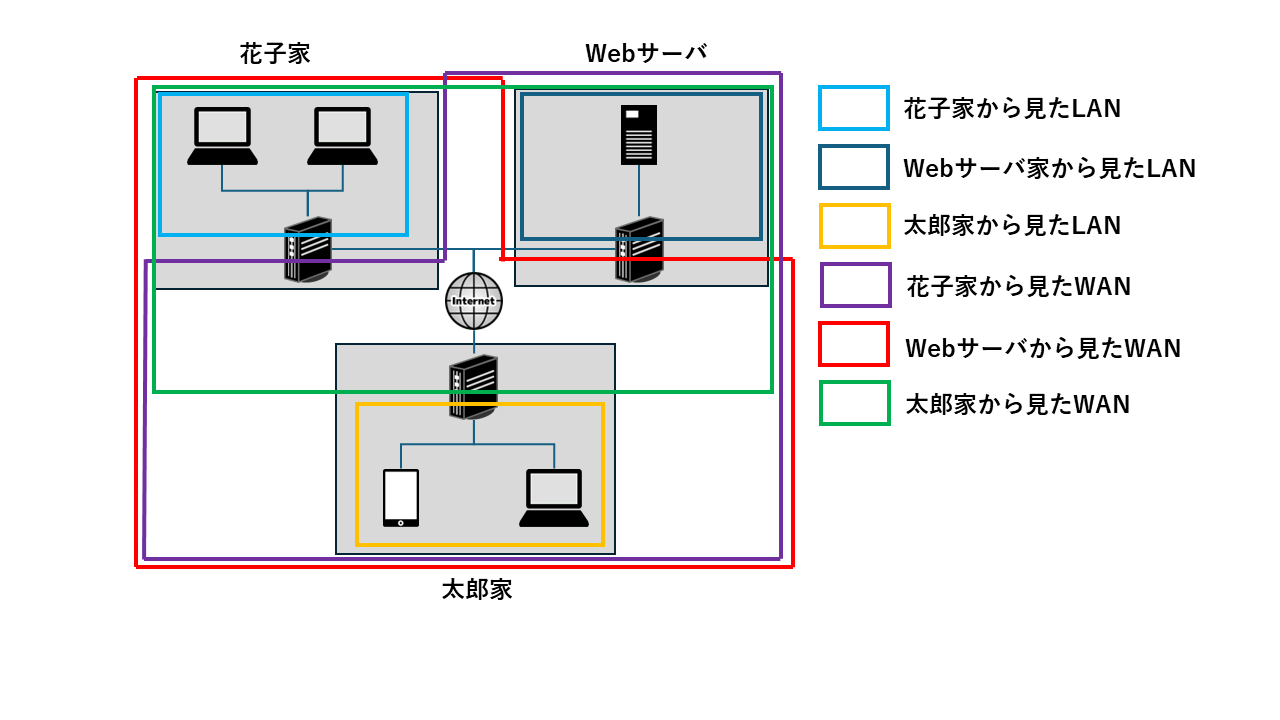 花子家
Webサーバ
花子家から見たLAN
Webサーバ家から見たLAN
太郎家から見たLAN
花子家から見たWAN
Internet
Webサーバから見たWAN
太郎家から見たWAN
太郎家